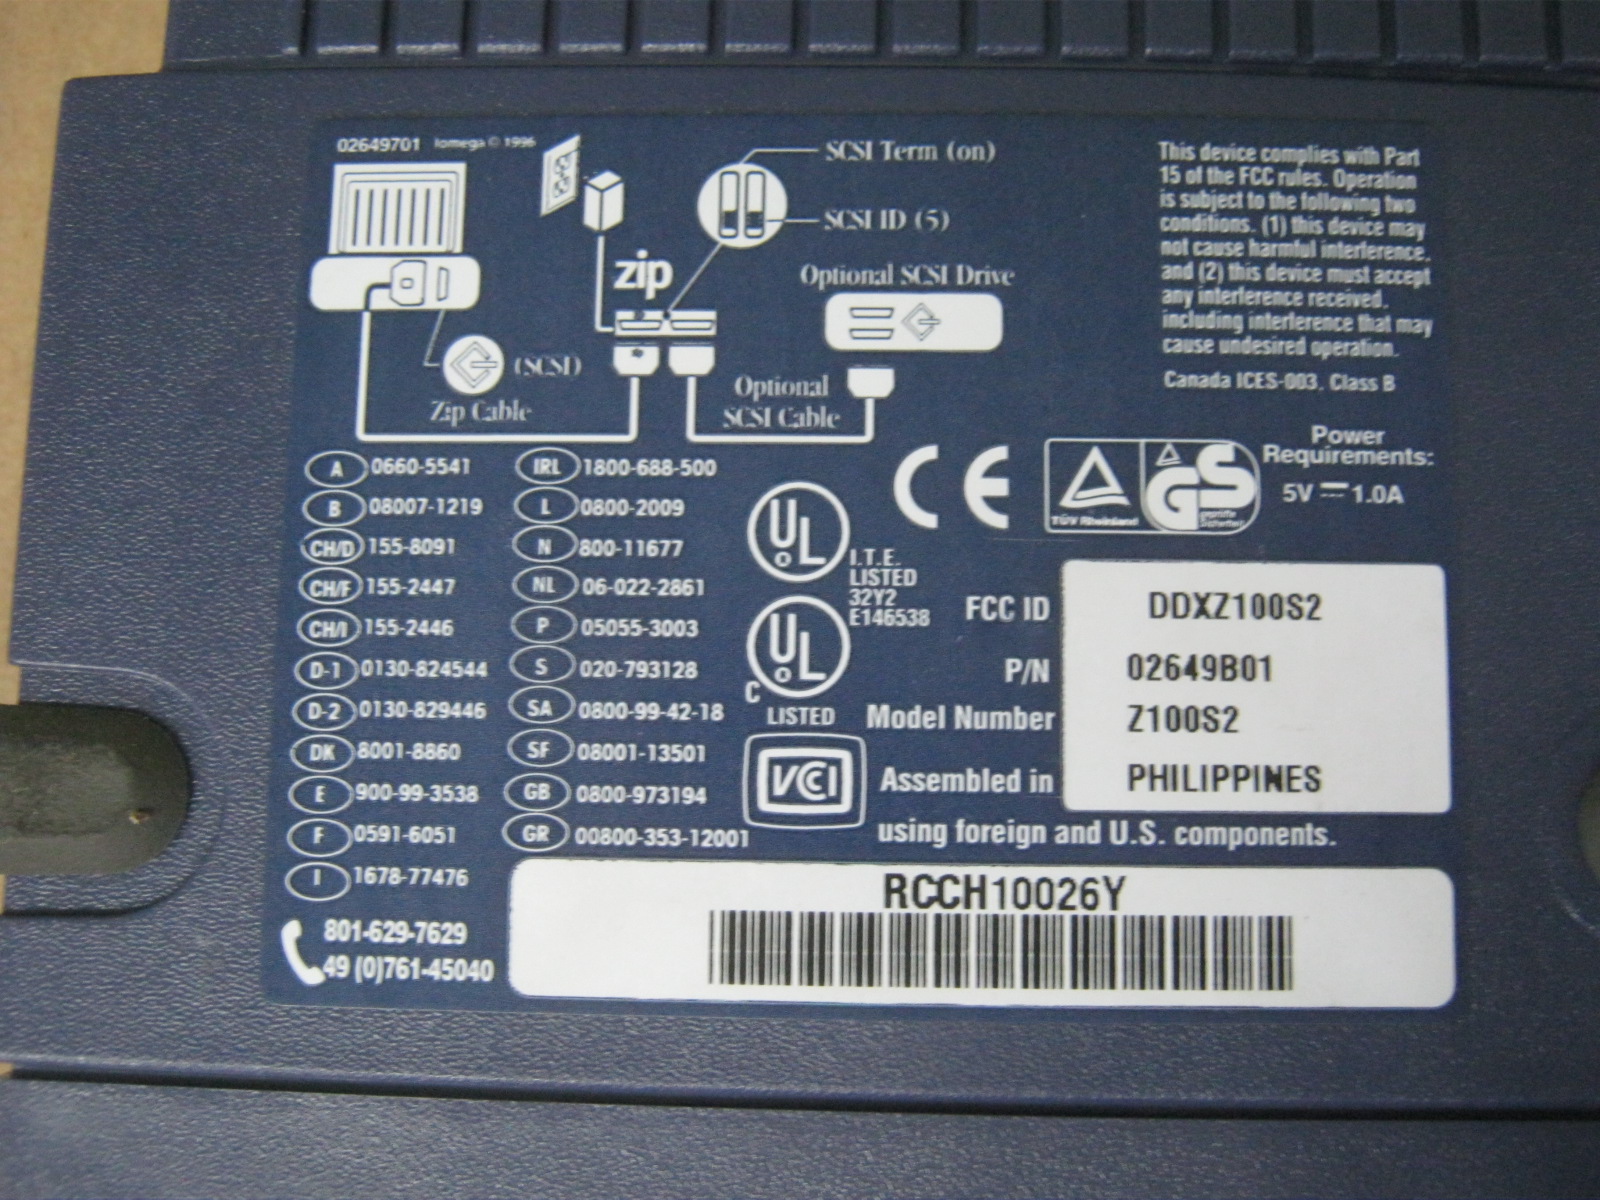 02649701 Iomega © 1996
SCSI Term (on)
SCSI ID (5)
zip
Optional SCSI Drive
(SCSI)
Zip Cable
Optional
SCSI Cable
This device complies with Part
15 of the FCC rules. Operation
is subject to the following two
conditions. (1) this device may
not cause harmful interference.
and (2) this device must accept
any interference received.
including interference that may
cause undesired operation.
Canada ICES-003. Class B
Power
Requirements:
5V 1.0A
A 0660-5541
B 08007-1219
CH/D 155-8091
CH/F 155-2447
CH/I 155-2446
D-1 0130-824544
D-2 0130-829446
DK 8001-8860
E 900-99-3538
F 0591-6051
I 1678-77476
IRL 1800-688-500
L 0800-2009
N 800-11677
NL 06-022-2861
P 05055-3003
S 020-793128
SA 0800-99-42-18
SF 08001-13501
GB 0800-973194
GR 00800-353-12001
801-629-7629
49 (0)761-45040
UL
I.T.E.
LISTED
32Y2
E146538
C UL
LISTED
VCCI
CE
TÜV Rheinland
GS
geprüfte
Sicherheit
FCC ID DDXZ100S2
P/N 02649B01
Model Number Z100S2
Assembled in PHILIPPINES
using foreign and U.S. components.
RCCH10026Y